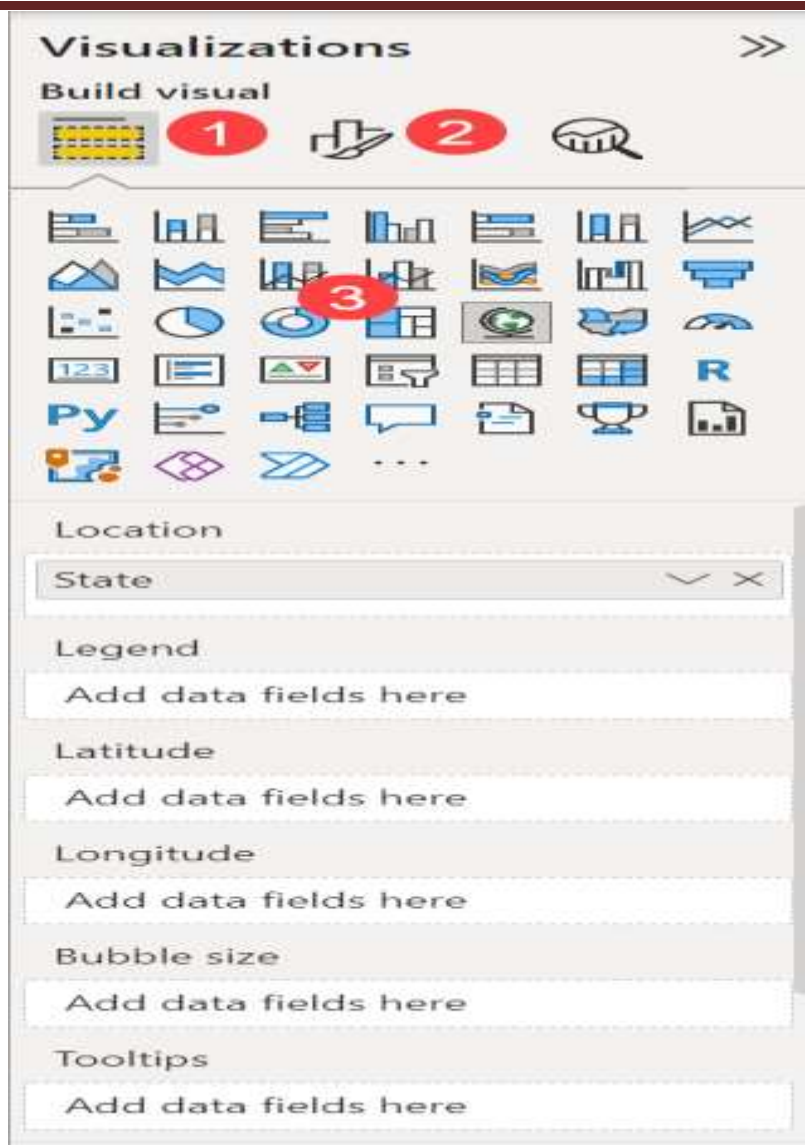 Visualizations
Build visual
1 2
3
123
R
Py
Location
State
Legend
Add data fields here
Latitude
Add data fields here
Longitude
Add data fields here
Bubble size
Add data fields here
Tooltips
Add data fields here